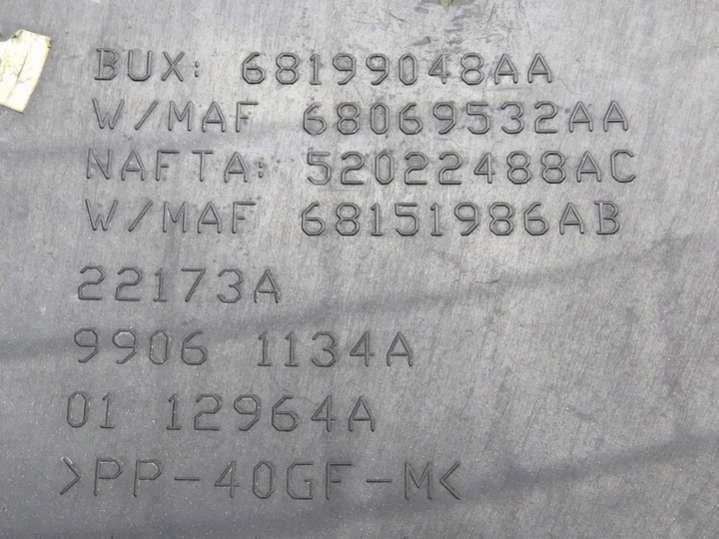 BUX: 68199048AA
W/MAF 68069532AA
NAFTA: 52022488AC
W/MAF 68151986AB
22173A
9906 1134A
01 12964A
>PP-40GF-M<